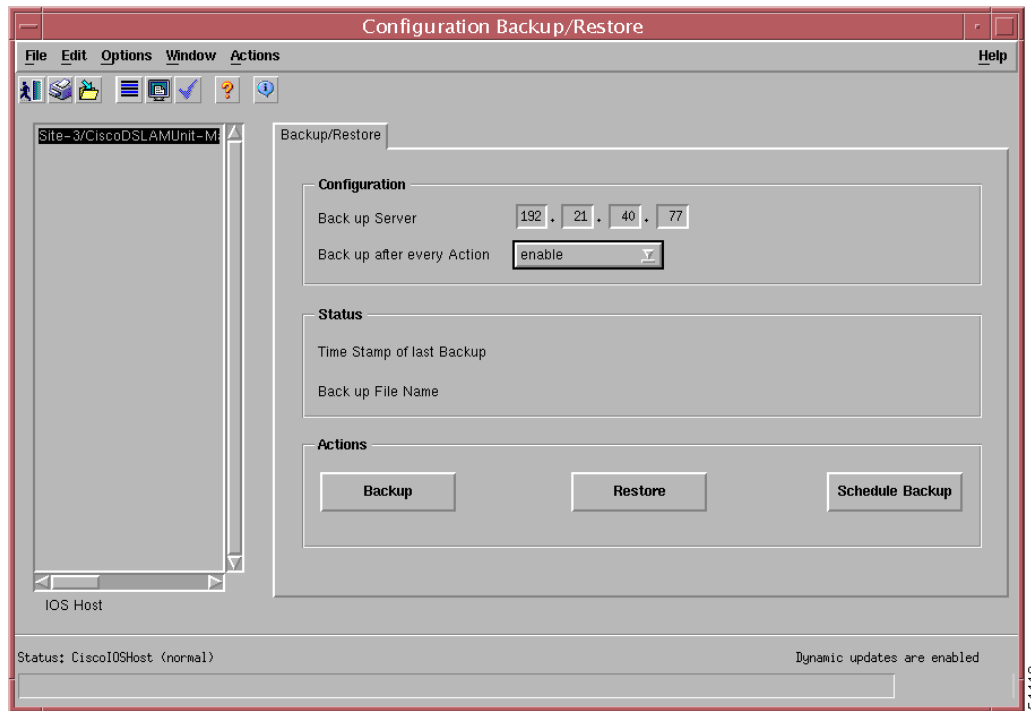 Configuration Backup/Restore
File Edit Options Window Actions Help
Site-3/CiscoDSLAMUnit-Ma
Backup/Restore
Configuration
Back up Server 192 . 21 . 40 . 77
Back up after every Action enable
Status
Time Stamp of last Backup
Back up File Name
Actions
Backup Restore Schedule Backup
IOS Host
Status: CiscoIOSHost (normal) Dynamic updates are enabled